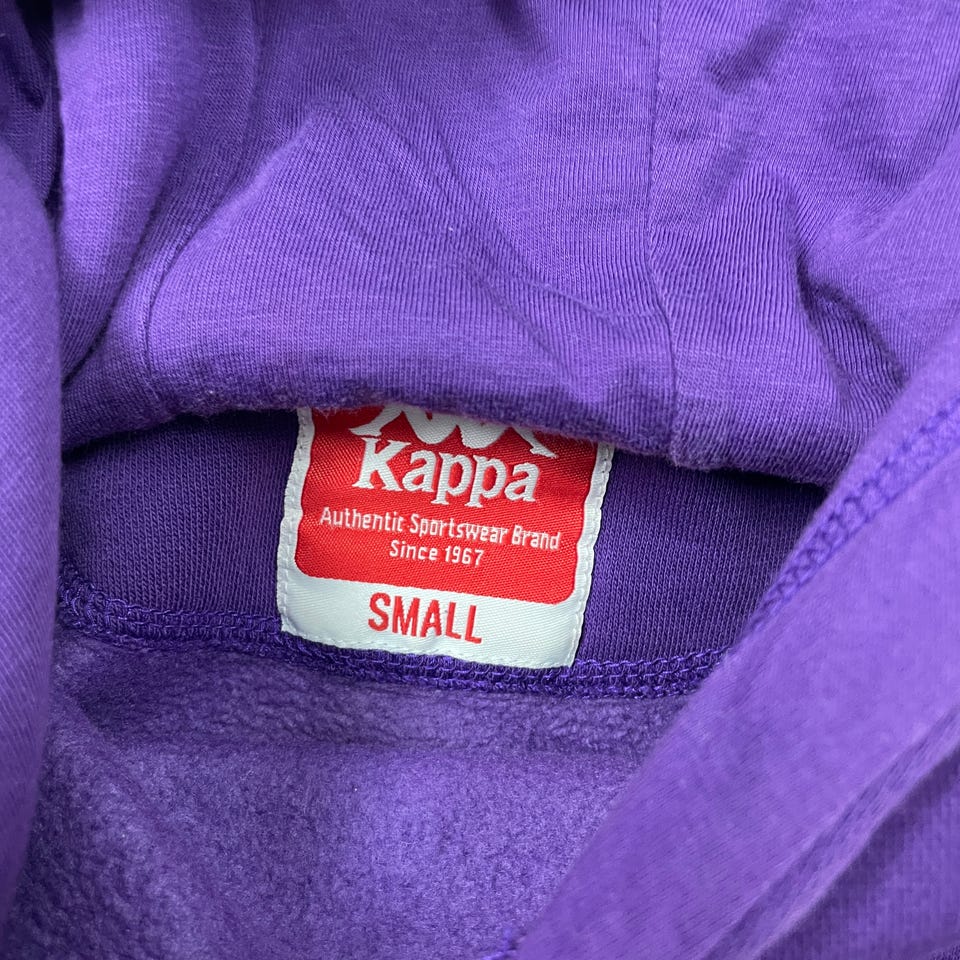 Kappa
Authentic Sportswear Brand
Since 1967
SMALL